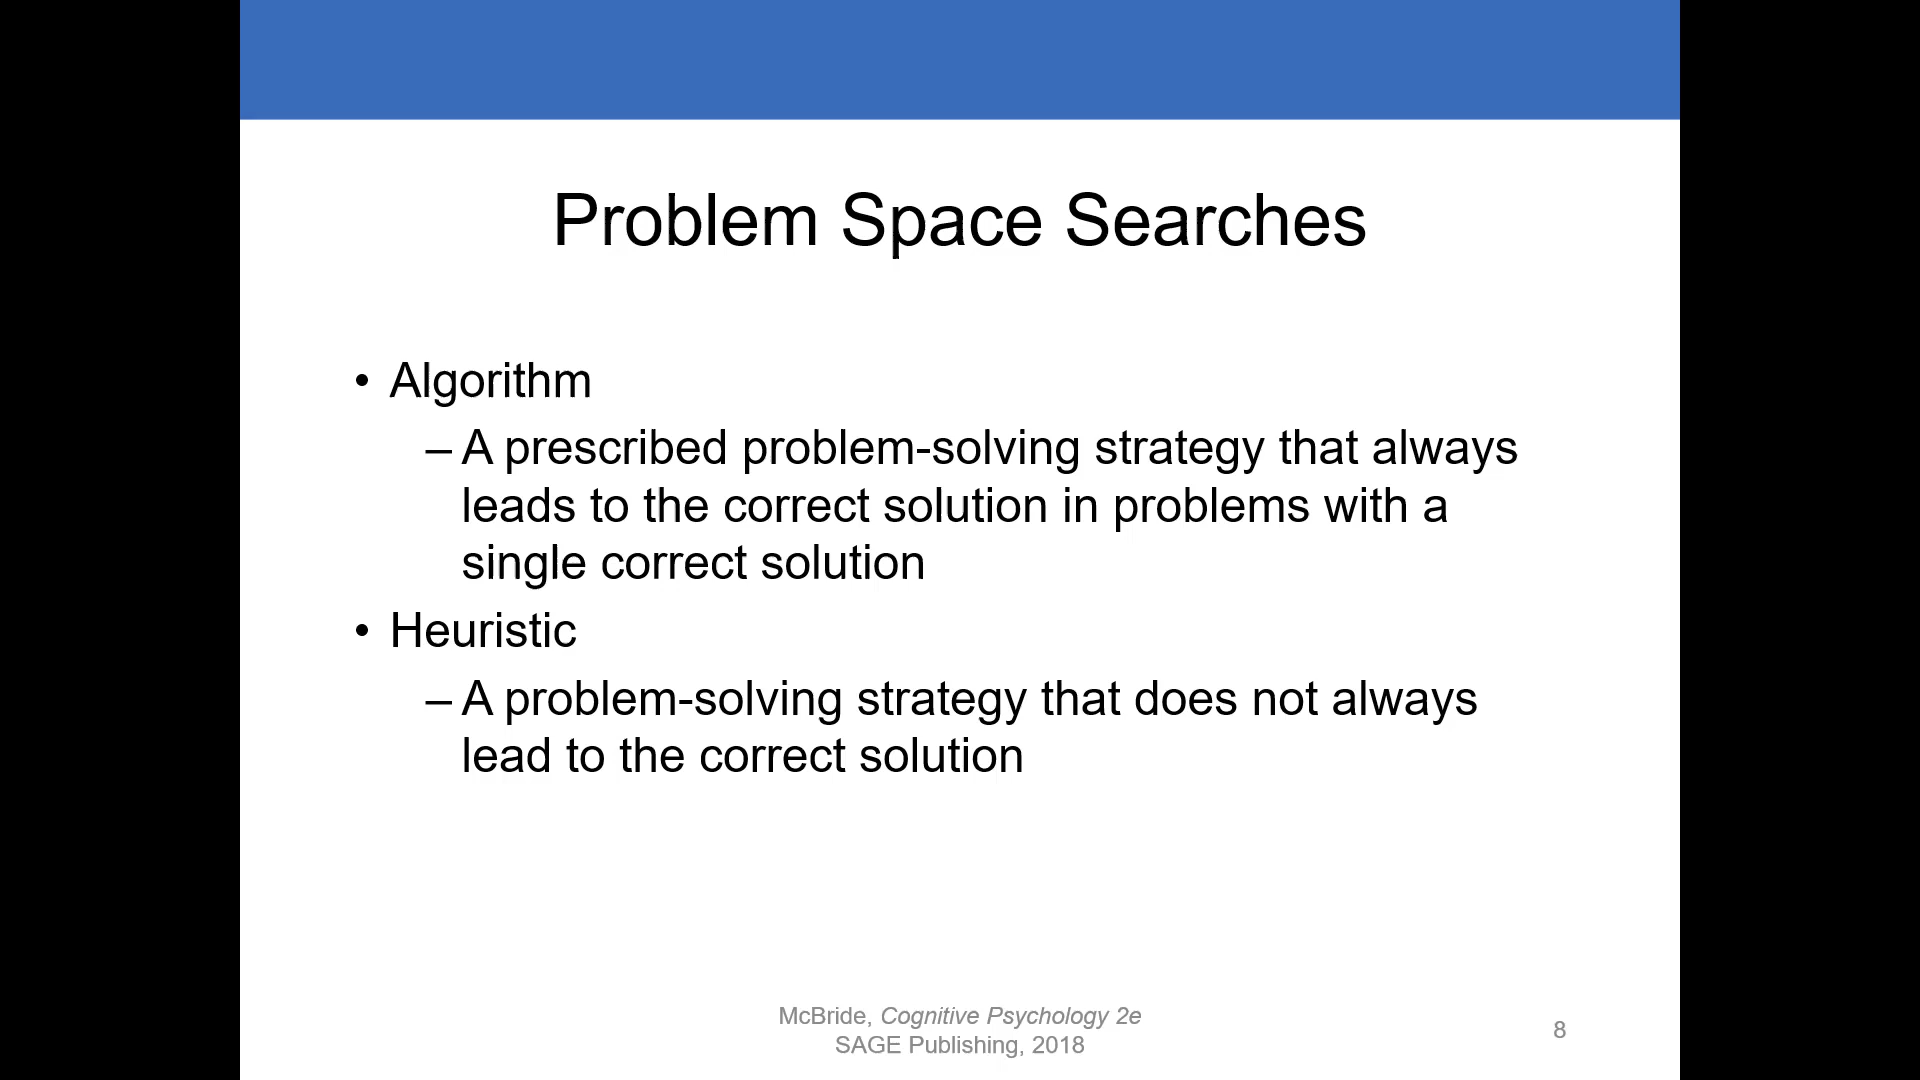 Problem Space Searches
• Algorithm
– A prescribed problem-solving strategy that always
leads to the correct solution in problems with a
single correct solution
• Heuristic
– A problem-solving strategy that does not always
lead to the correct solution
McBride, Cognitive Psychology 2e
SAGE Publishing, 2018
8